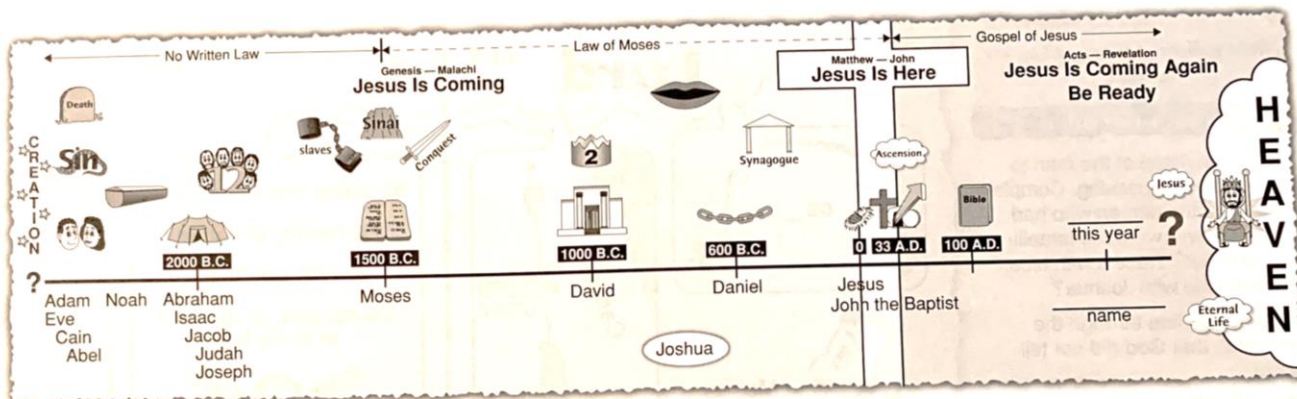 No Written Law
Law of Moses
Gospel of Jesus
Genesis — Malachi
Jesus Is Coming
Matthew — John
Jesus Is Here
Acts — Revelation
Jesus Is Coming Again
Be Ready
CREATION
Death
Sin
12
slaves
Sinai
Conquest
2
Synagogue
Ascension
Bible
Jesus
this year
?
HEAVEN
2000 B.C.
1500 B.C.
1000 B.C.
600 B.C.
0
33 A.D.
100 A.D.
?
Adam
Eve
Cain
Abel
Noah
Abraham
Isaac
Jacob
Judah
Joseph
Moses
David
Daniel
Jesus
John the Baptist
name
Eternal
Life
Joshua